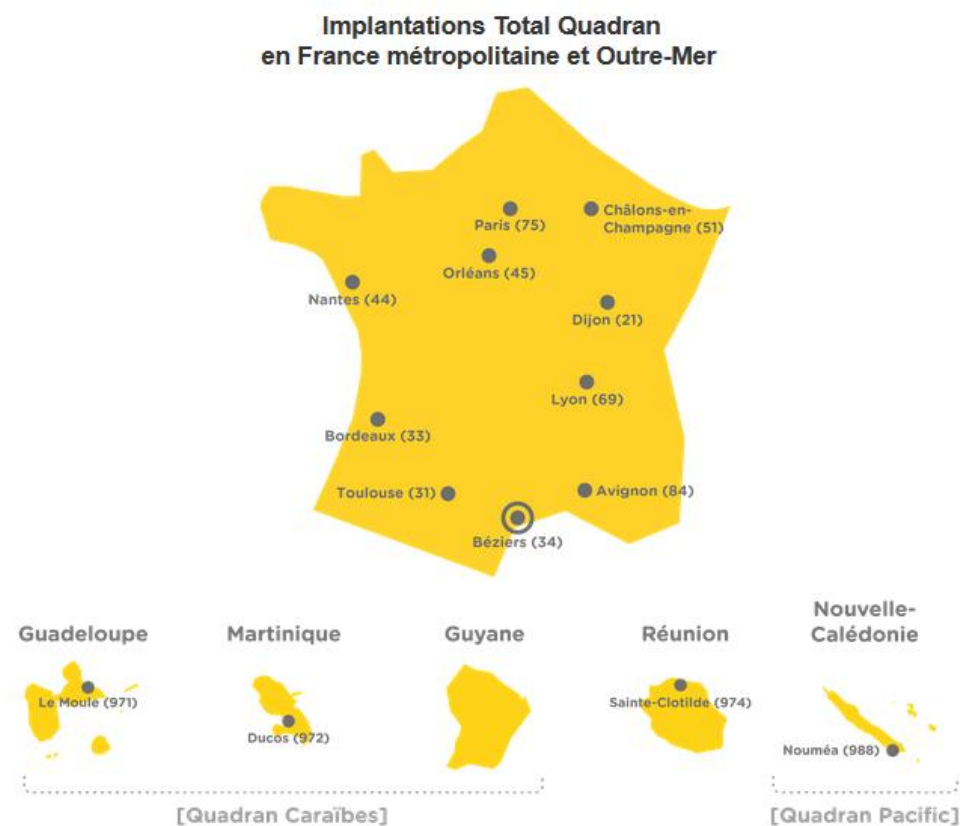 Implantations Total Quadran
en France métropolitaine et Outre-Mer
Paris (75)
Châlons-en-
Champagne (51)
Orléans (45)
Nantes (44)
Dijon (21)
Lyon (69)
Bordeaux (33)
Toulouse (31)
Avignon (84)
Béziers (34)
Guadeloupe
Martinique
Guyane
Réunion
Nouvelle-
Calédonie
Le Moule (971)
Ducos (972)
Sainte-Clotilde (974)
Nouméa (988)
[Quadran Caraïbes]
[Quadran Pacific]